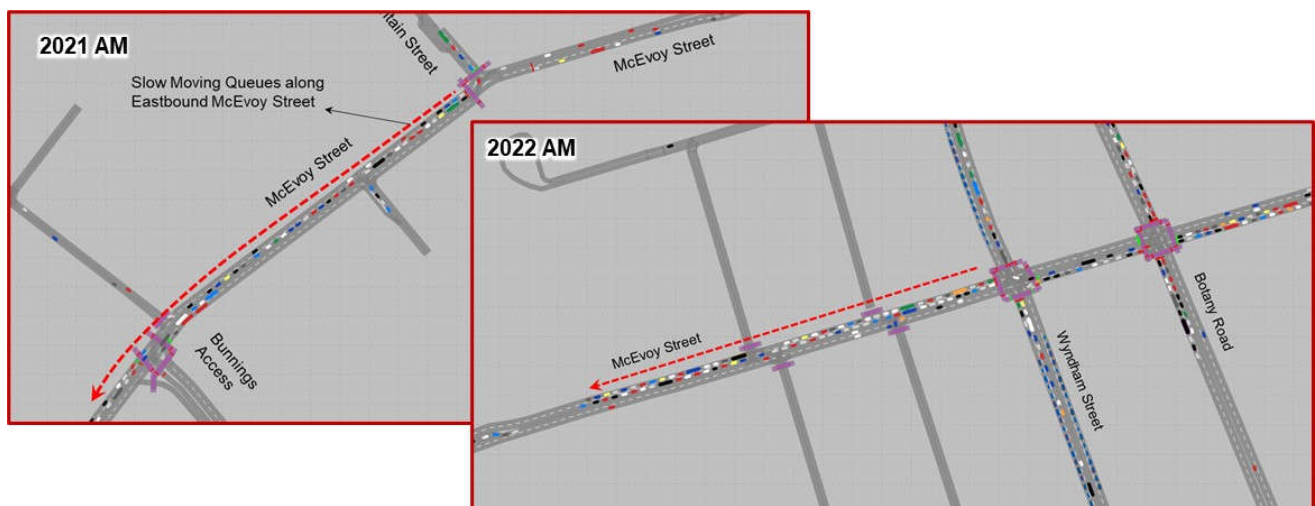 2021 AM
ntain Street
McEvoy Street
Slow Moving Queues along
Eastbound McEvoy Street
McEvoy Street
Bunnings
Access
2022 AM
McEvoy Street
Wyndham Street
Botany Road